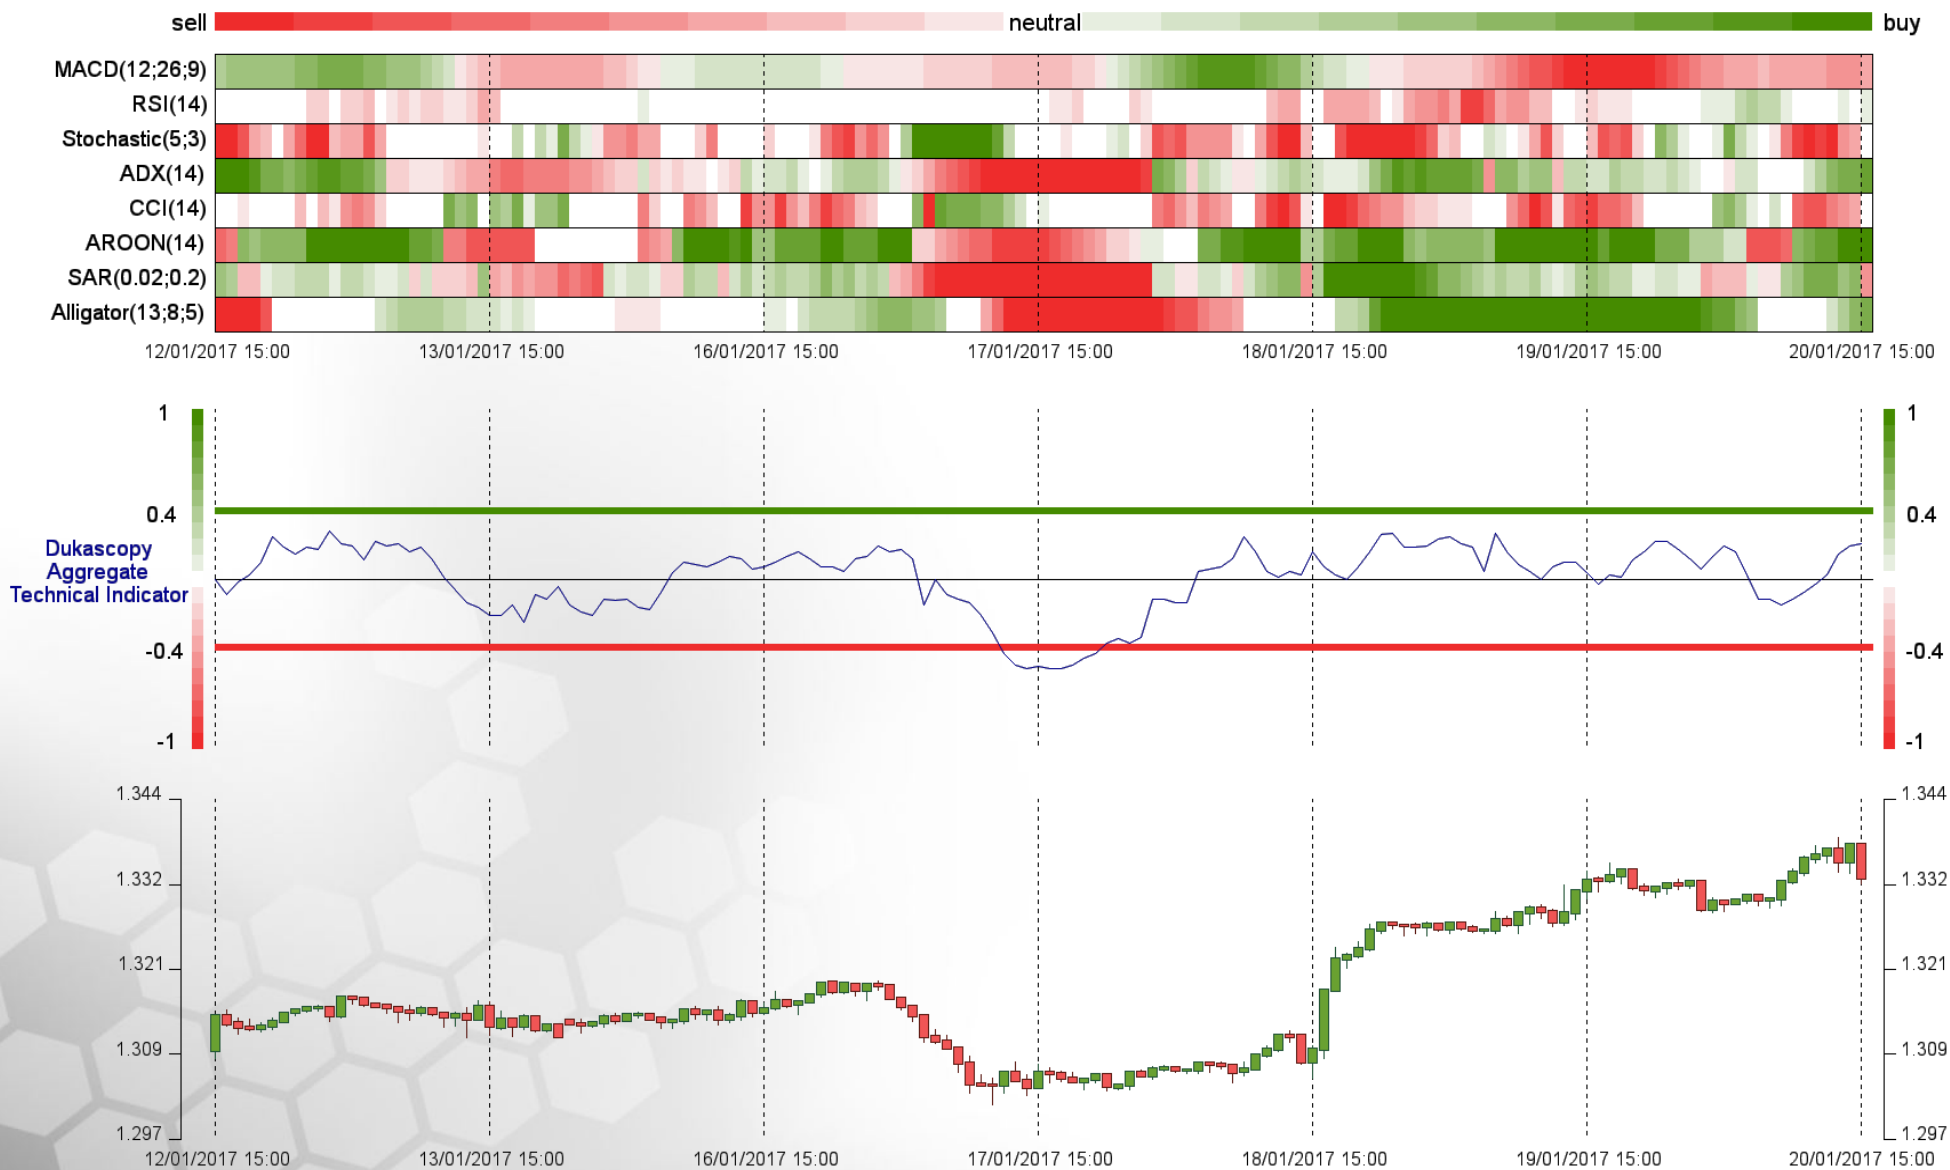 sell neutral buy
MACD(12;26;9)
RSI(14)
Stochastic(5;3)
ADX(14)
CCI(14)
AROON(14)
SAR(0.02;0.2)
Alligator(13;8;5)
12/01/2017 15:00 13/01/2017 15:00 16/01/2017 15:00 17/01/2017 15:00 18/01/2017 15:00 19/01/2017 15:00 20/01/2017 15:00
1 1
0.4 0.4
Dukascopy
Aggregate
Technical Indicator
-0.4 -0.4
-1 -1
1.344 1.344
1.332 1.332
1.321 1.321
1.309 1.309
1.297 1.297
12/01/2017 15:00 13/01/2017 15:00 16/01/2017 15:00 17/01/2017 15:00 18/01/2017 15:00 19/01/2017 15:00 20/01/2017 15:00